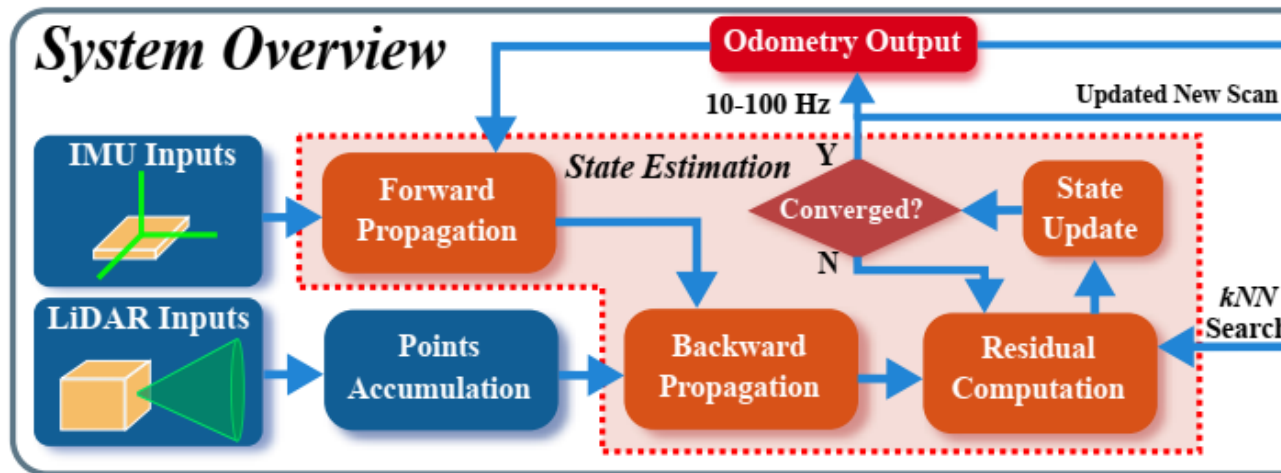 System Overview
Odometry Output
10-100 Hz
Updated New Scan
IMU Inputs
State Estimation
Y
Forward
Propagation
Converged?
State
Update
N
kNN
Search
LiDAR Inputs
Points
Accumulation
Backward
Propagation
Residual
Computation